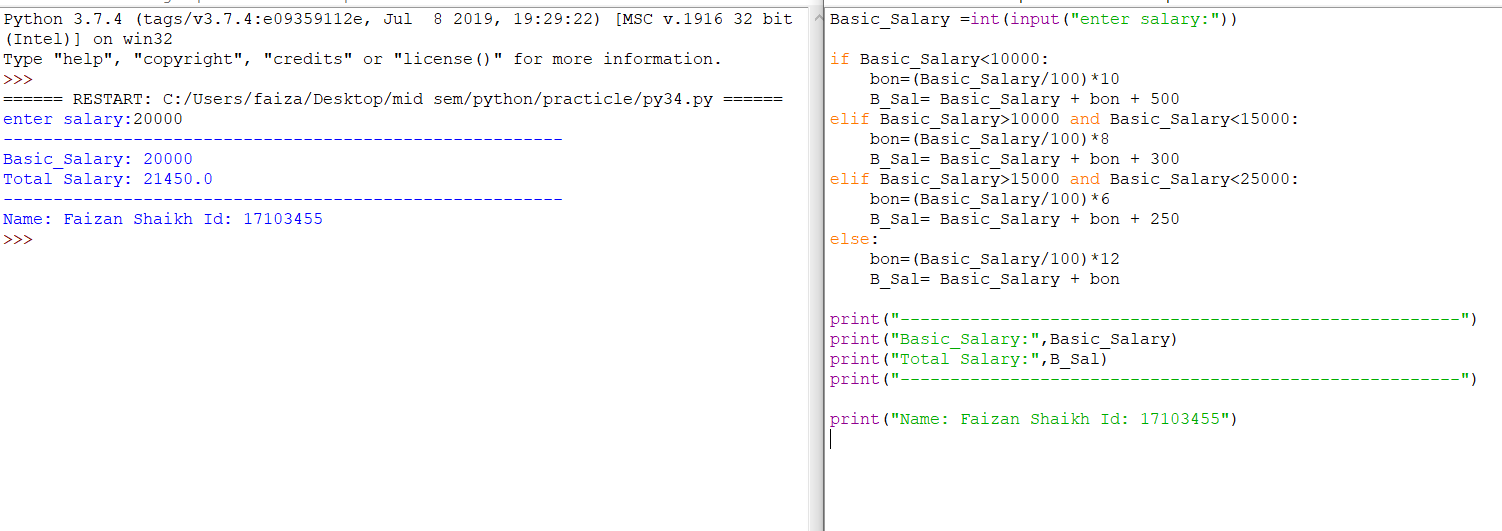 Python 3.7.4 (tags/v3.7.4:e09359112e, Jul  8 2019, 19:29:22) [MSC v.1916 32 bit
(Intel)] on win32
Type "help", "copyright", "credits" or "license()" for more information.
>>>
====== RESTART: C:/Users/faiza/Desktop/mid sem/python/practicle/py34.py ======
enter salary:20000
--------------------------------------------------------
Basic_Salary: 20000
Total Salary: 21450.0
--------------------------------------------------------
Name: Faizan Shaikh Id: 17103455
>>>
Basic_Salary =int(input("enter salary:"))
if Basic_Salary<10000:
    bon=(Basic_Salary/100)*10
    B_Sal= Basic_Salary + bon + 500
elif Basic_Salary>10000 and Basic_Salary<15000:
    bon=(Basic_Salary/100)*8
    B_Sal= Basic_Salary + bon + 300
elif Basic_Salary>15000 and Basic_Salary<25000:
    bon=(Basic_Salary/100)*6
    B_Sal= Basic_Salary + bon + 250
else:
    bon=(Basic_Salary/100)*12
    B_Sal= Basic_Salary + bon
print("--------------------------------------------------------")
print("Basic_Salary:",Basic_Salary)
print("Total Salary:",B_Sal)
print("--------------------------------------------------------")
print("Name: Faizan Shaikh Id: 17103455")